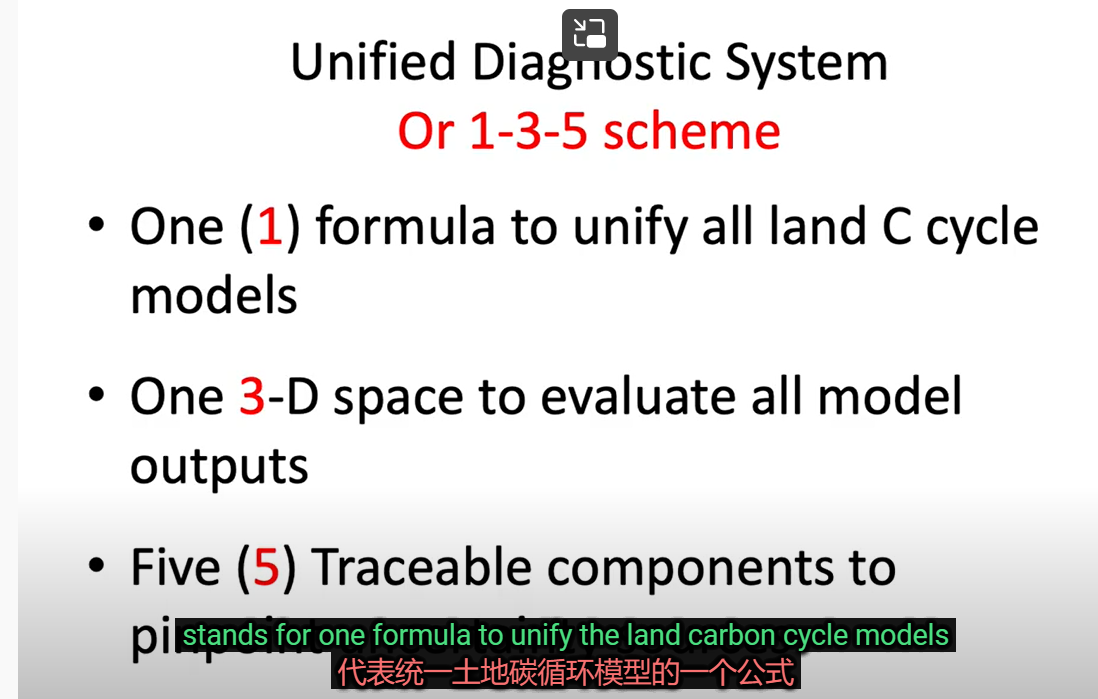 Unified Diagnostic System
Or 1-3-5 scheme
• One (1) formula to unify all land C cycle
models
• One 3-D space to evaluate all model
outputs
• Five (5) Traceable components to
stands for one formula to unify the land carbon cycle models
代表统一土地碳循环模型的一个公式